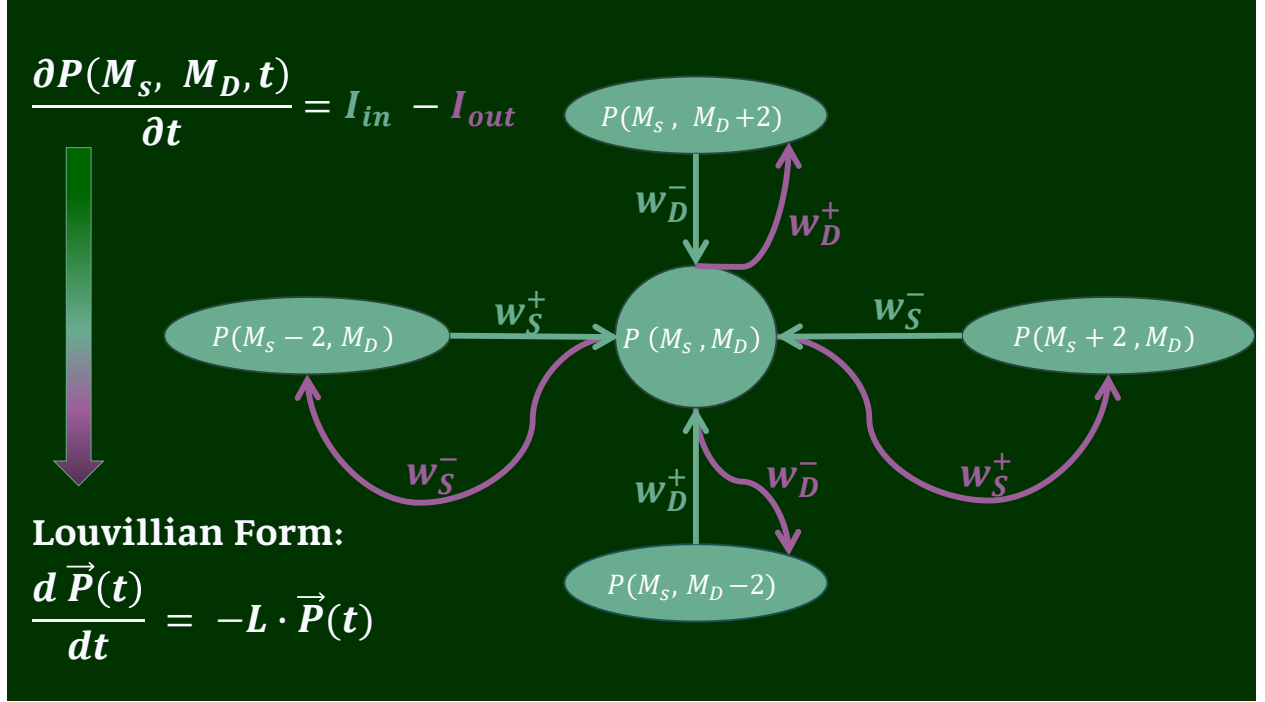 ∂P(M_s, M_D, t)/∂t = I_in − I_out
P(M_s, M_D+2)
w_D^−
w_D^+
w_S^+
w_S^−
P(M_s − 2, M_D)
P (M_s, M_D)
P(M_s + 2, M_D)
w_S^−
w_D^+
w_D^−
w_S^+
Louvillian Form:
d P⃗(t)/dt = −L · P⃗(t)
P(M_s, M_D−2)